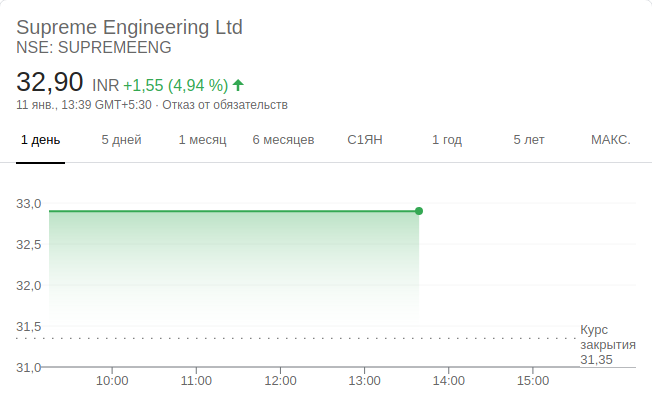 Supreme Engineering Ltd
NSE: SUPREMEENG
32,90 INR +1,55 (4,94 %)
11 янв., 13:39 GMT+5:30 · Отказ от обязательств
1 день 5 дней 1 месяц 6 месяцев С1ЯН 1 год 5 лет МАКС.
33,0
32,5
32,0
31,5
31,0
Курс
закрытия
31,35
10:00 11:00 12:00 13:00 14:00 15:00